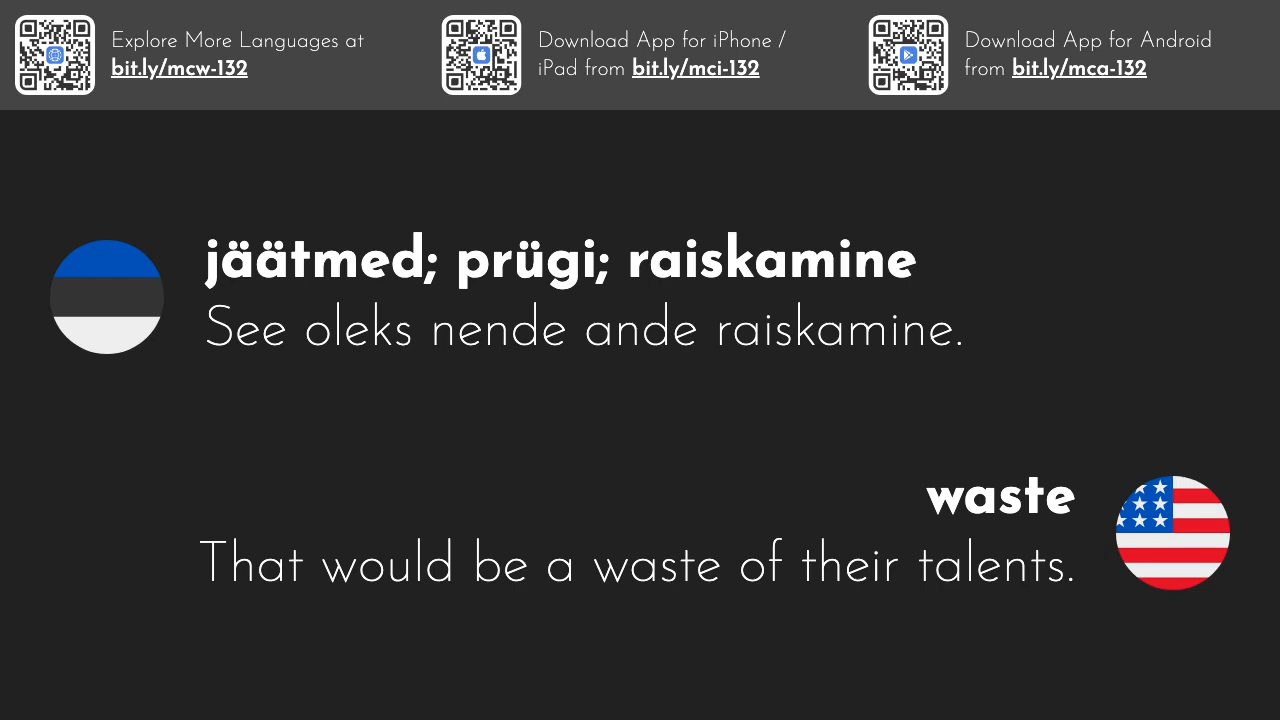 Explore More Languages at
bit.ly/mcw-132
Download App for iPhone /
iPad from bit.ly/mci-132
Download App for Android
from bit.ly/mca-132
jäätmed; prügi; raiskamine
See oleks nende ande raiskamine.
waste
That would be a waste of their talents.